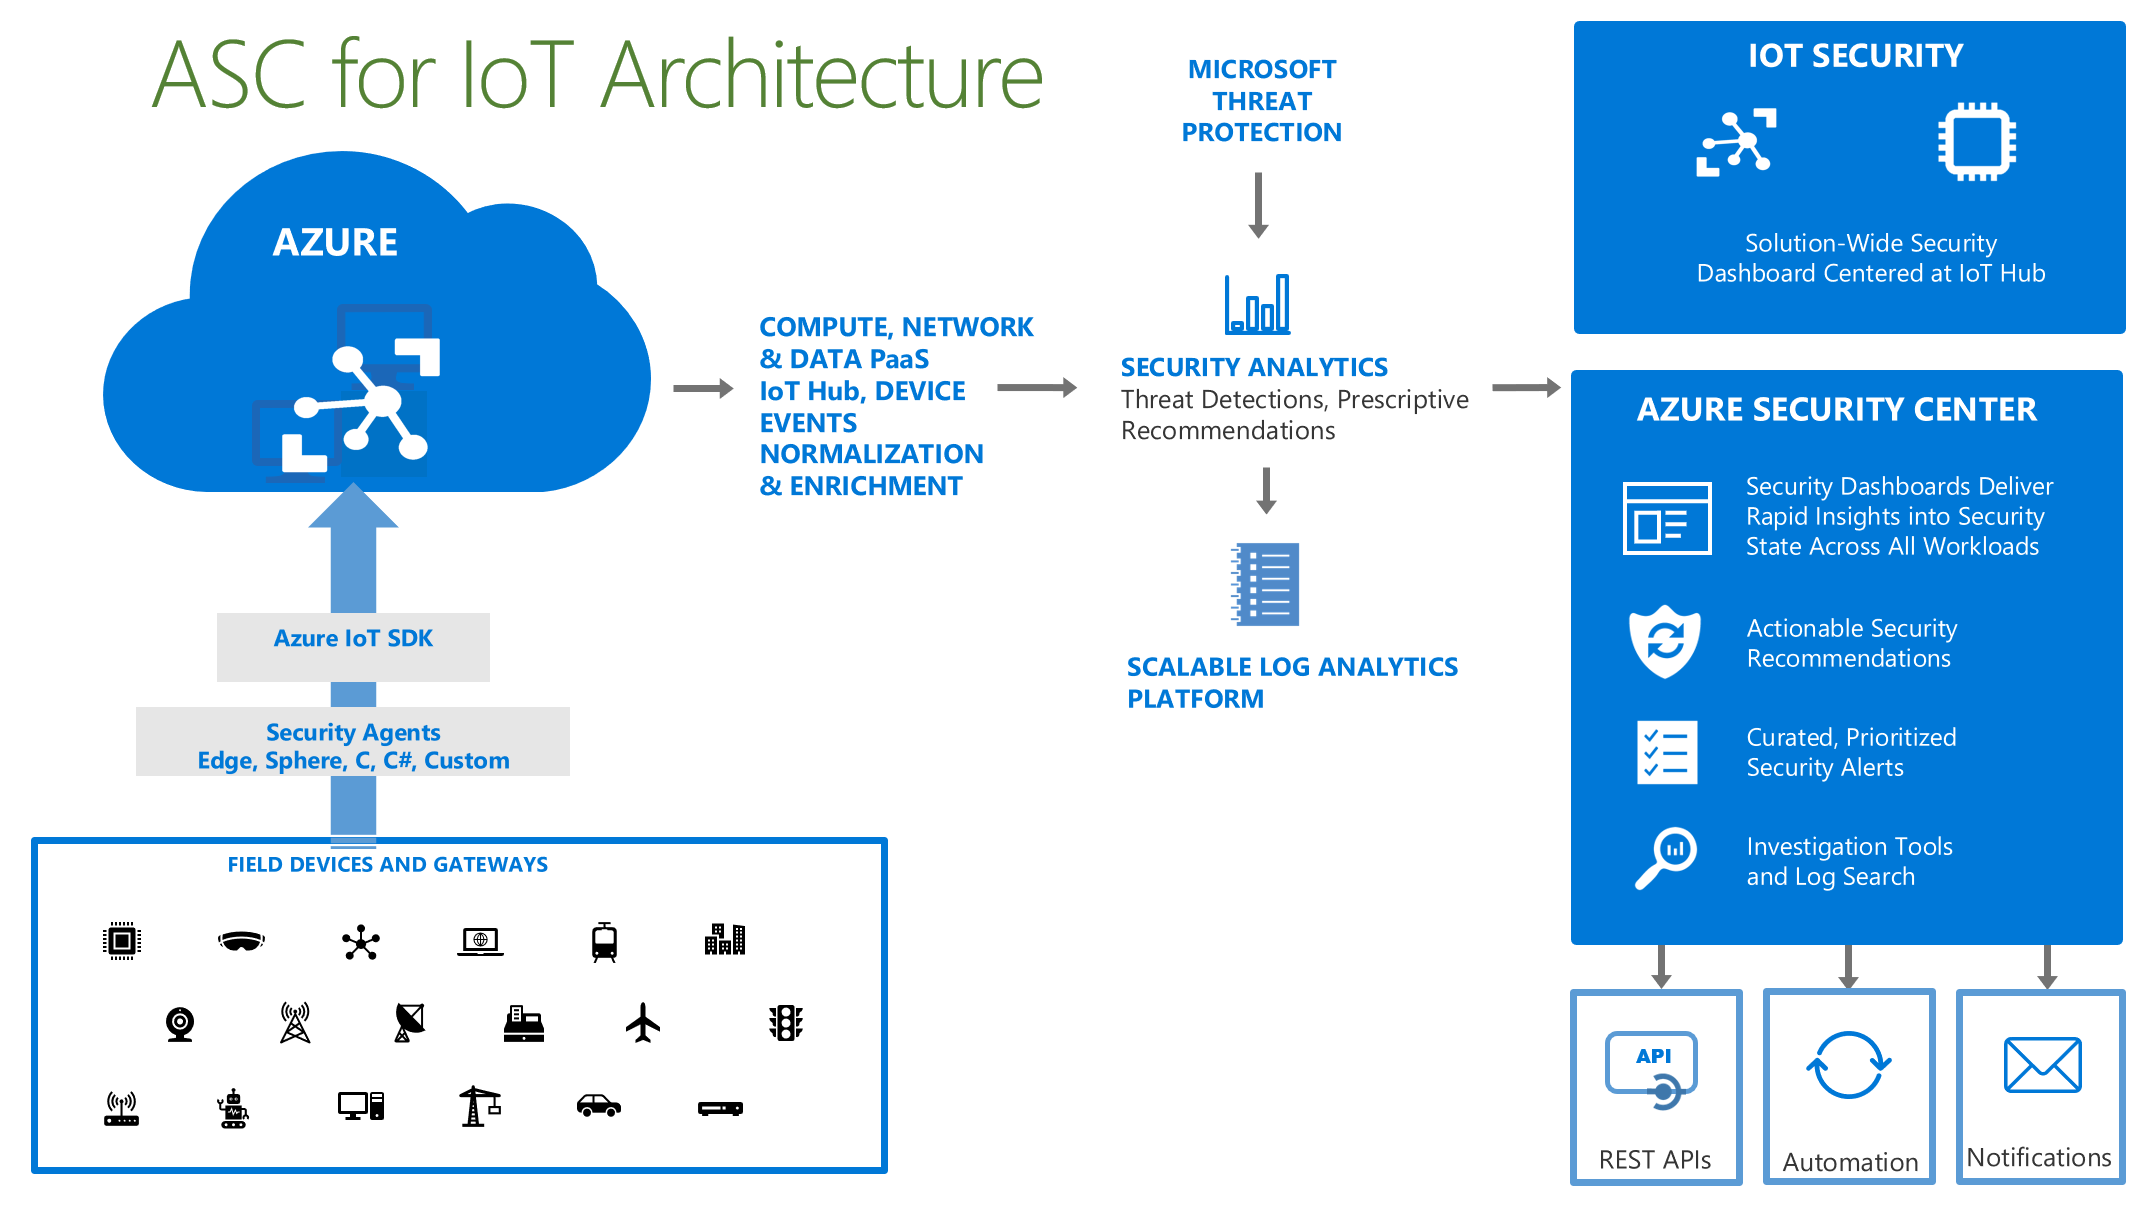 ASC for IoT Architecture
AZURE
Azure IoT SDK
Security Agents
Edge, Sphere, C, C#, Custom
FIELD DEVICES AND GATEWAYS
COMPUTE, NETWORK
& DATA PaaS
IoT Hub, DEVICE
EVENTS
NORMALIZATION
& ENRICHMENT
MICROSOFT
THREAT
PROTECTION
SECURITY ANALYTICS
Threat Detections, Prescriptive
Recommendations
SCALABLE LOG ANALYTICS
PLATFORM
IOT SECURITY
Solution-Wide Security
Dashboard Centered at IoT Hub
AZURE SECURITY CENTER
Security Dashboards Deliver
Rapid Insights into Security
State Across All Workloads
Actionable Security
Recommendations
Curated, Prioritized
Security Alerts
Investigation Tools
and Log Search
API
REST APIs
Automation
Notifications